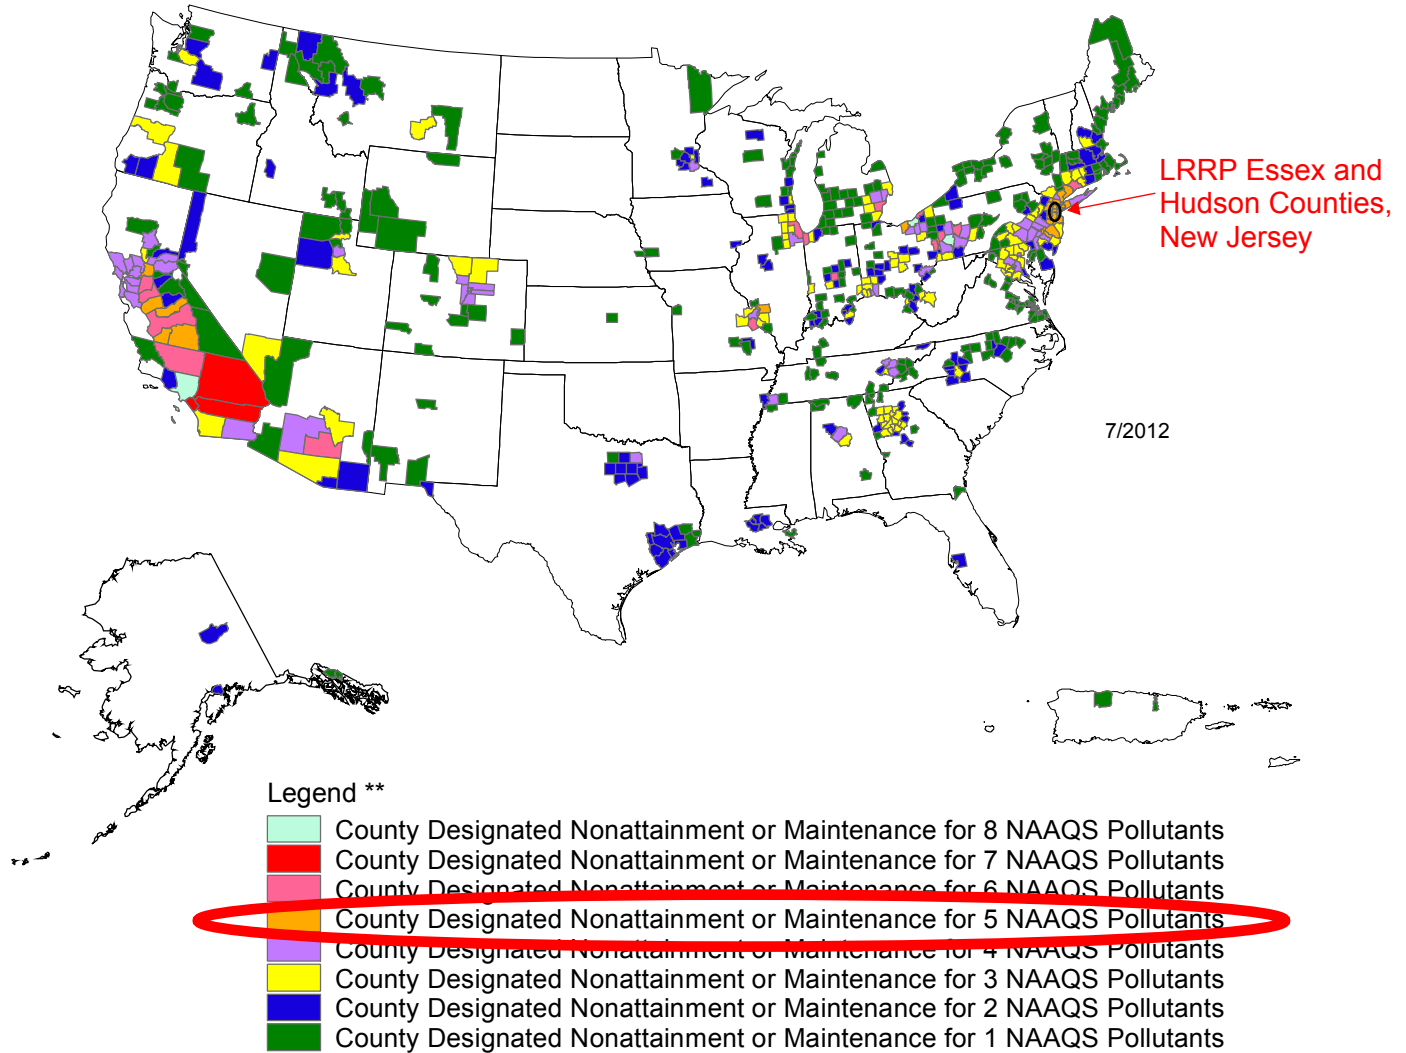 LRRP Essex and
Hudson Counties,
New Jersey
0
7/2012
Legend **
County Designated Nonattainment or Maintenance for 8 NAAQS Pollutants
County Designated Nonattainment or Maintenance for 7 NAAQS Pollutants
County Designated Nonattainment or Maintenance for 6 NAAQS Pollutants
County Designated Nonattainment or Maintenance for 5 NAAQS Pollutants
County Designated Nonattainment or Maintenance for 4 NAAQS Pollutants
County Designated Nonattainment or Maintenance for 3 NAAQS Pollutants
County Designated Nonattainment or Maintenance for 2 NAAQS Pollutants
County Designated Nonattainment or Maintenance for 1 NAAQS Pollutants